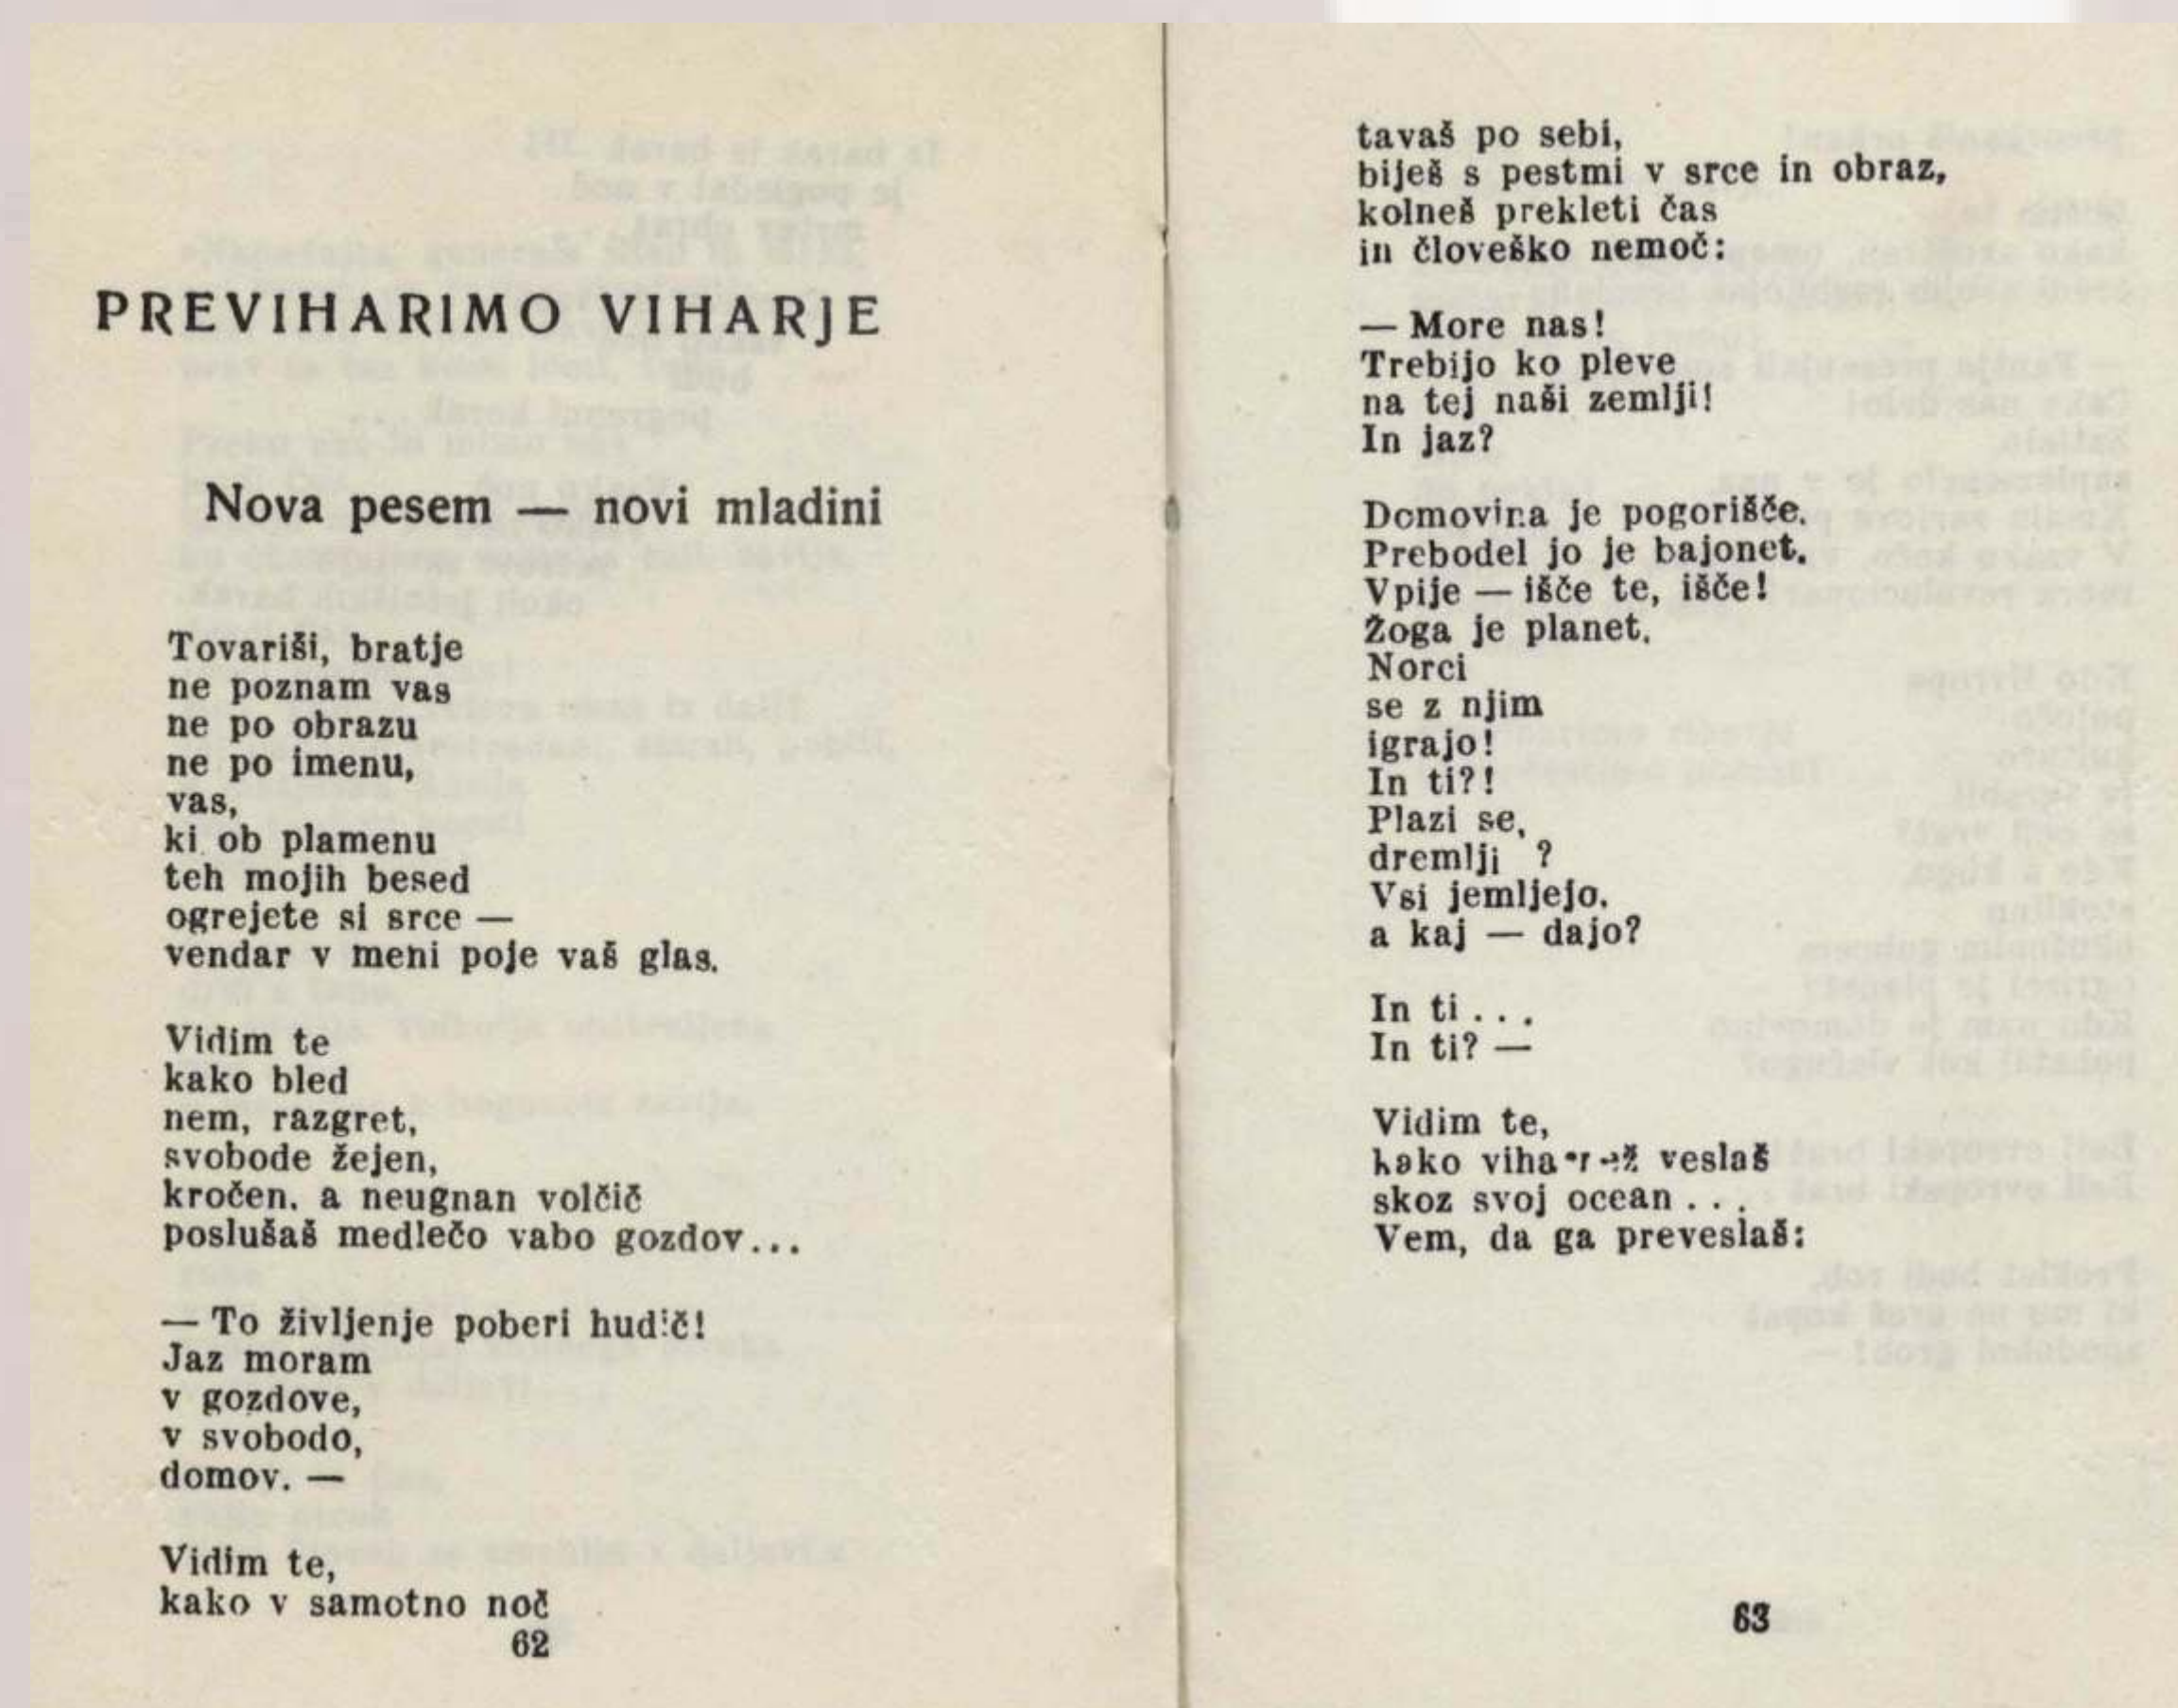 PREVIHARIMO VIHARJE
Nova pesem — novi mladini
Tovariši, bratje
ne poznam vas
ne po obrazu
ne po imenu,
vas,
ki ob plamenu
teh mojih besed
ogrejete si srce —
vendar v meni poje vaš glas.
Vidim te
kako bled
nem, razgret,
svobode žejen,
kročen. a neugnan volčič
poslušaš medlečo vabo gozdov...
— To življenje poberi hudič!
Jaz moram
v gozdove,
v svobodo,
domov. —
Vidim te,
kako v samotno noč
62
tavaš po sebi,
biješ s pestmi v srce in obraz,
kolneš prekleti čas
in človeško nemoč:
— More nas!
Trebijo ko pleve
na tej naši zemlji!
In jaz?
Domovina je pogorišče.
Prebodel jo je bajonet.
Vpije — išče te, išče!
Žoga je planet.
Norci
se z njim
igrajo!
In ti?!
Plazi se,
dremlji ?
Vsi jemljejo.
a kaj — dajo?
In ti...
In ti? —
Vidim te,
kako veslaš
skoz svoj ocean...
Vem, da ga preveslaš:
63